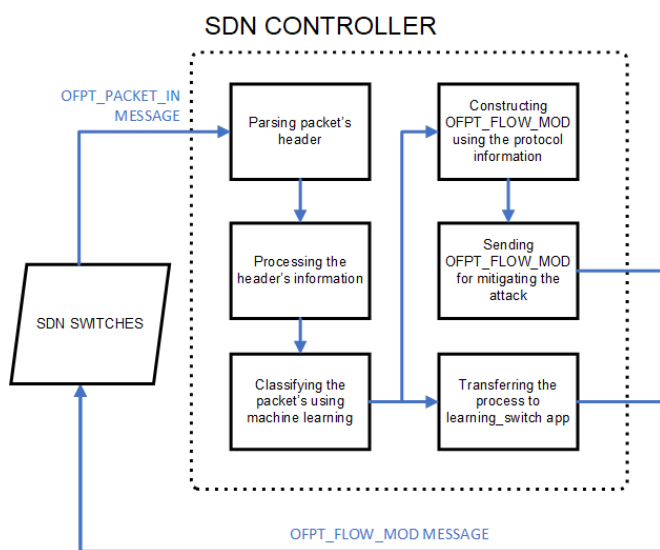 SDN CONTROLLER
OFPT_PACKET_IN
MESSAGE
Parsing packet's
header
Constructing
OFPT_FLOW_MOD
using the protocol
information
Processing the
header's information
Sending
OFPT_FLOW_MOD
for mitigating the
attack
SDN SWITCHES
Classifying the
packet's using
machine learning
Transferring the
process to
learning_switch app
OFPT_FLOW_MOD MESSAGE